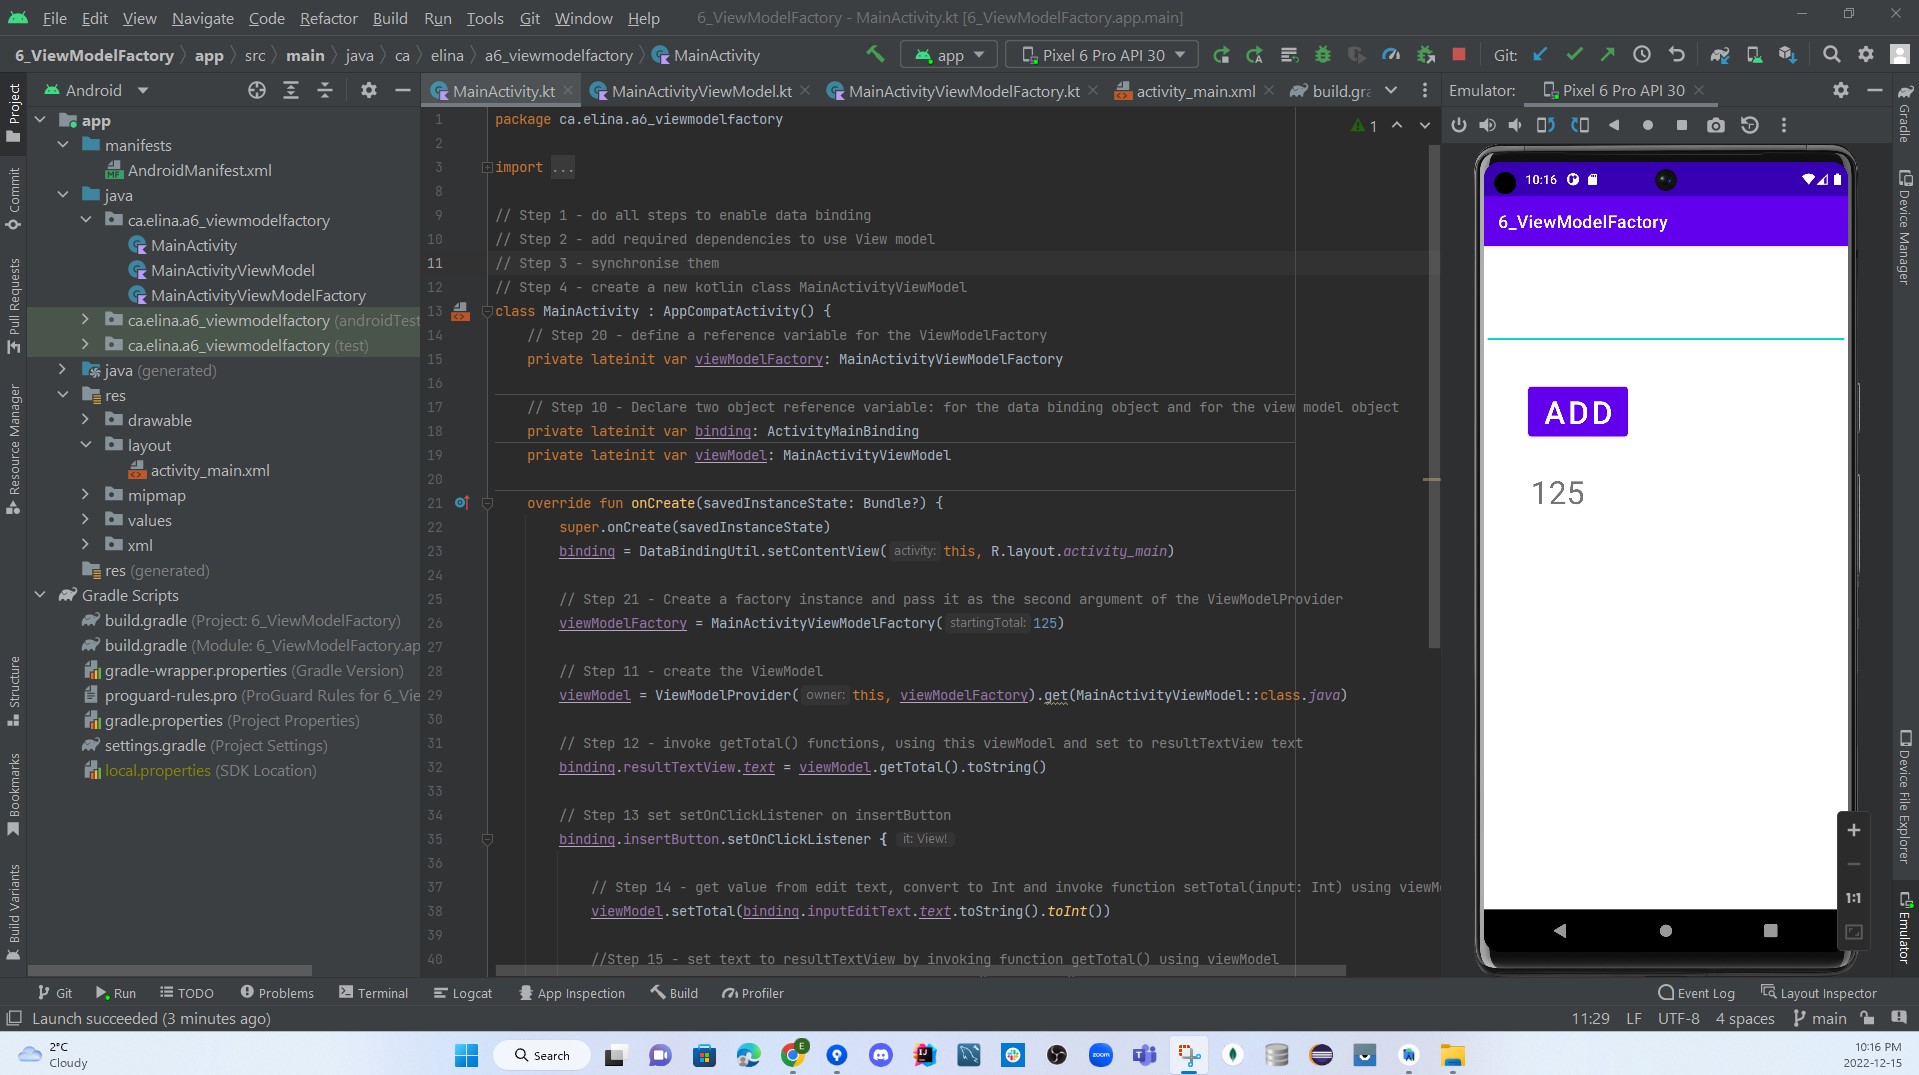 File Edit View Navigate Code Refactor Build Run Tools Git Window Help 6_ViewModelFactory - MainActivity.kt [6_ViewModelFactory.app.main]
6_ViewModelFactory app src main java ca elina a6_viewmodelfactory MainActivity app Pixel 6 Pro API 30 Git:
Android MainActivity.kt MainActivityViewModel.kt MainActivityViewModelFactory.kt activity_main.xml build.gr Emulator: Pixel 6 Pro API 30
Project
Commit
Pull Requests
Resource Manager
Structure
Bookmarks
Build Variants
app
manifests
AndroidManifest.xml
java
ca.elina.a6_viewmodelfactory
MainActivity
MainActivityViewModel
MainActivityViewModelFactory
ca.elina.a6_viewmodelfactory (androidTest
ca.elina.a6_viewmodelfactory (test)
java (generated)
res
drawable
layout
activity_main.xml
mipmap
values
xml
res (generated)
Gradle Scripts
build.gradle (Project: 6_ViewModelFactory)
build.gradle (Module: 6_ViewModelFactory.ap
gradle-wrapper.properties (Gradle Version)
proguard-rules.pro (ProGuard Rules for 6_Vie
gradle.properties (Project Properties)
settings.gradle (Project Settings)
local.properties (SDK Location)
1 package ca.elina.a6_viewmodelfactory
1
2
3 import ...
8
9 // Step 1 - do all steps to enable data binding
10 // Step 2 - add required dependencies to use View model
11 // Step 3 - synchronise them
12 // Step 4 - create a new kotlin class MainActivityViewModel
13 class MainActivity : AppCompatActivity() {
14 // Step 20 - define a reference variable for the ViewModelFactory
15 private lateinit var viewModelFactory: MainActivityViewModelFactory
16
17 // Step 10 - Declare two object reference variable: for the data binding object and for the view model object
18 private lateinit var binding: ActivityMainBinding
19 private lateinit var viewModel: MainActivityViewModel
20
21 override fun onCreate(savedInstanceState: Bundle?) {
22 super.onCreate(savedInstanceState)
23 binding = DataBindingUtil.setContentView( activity: this, R.layout.activity_main)
24
25 // Step 21 - Create a factory instance and pass it as the second argument of the ViewModelProvider
26 viewModelFactory = MainActivityViewModelFactory( startingTotal: 125)
27
28 // Step 11 - create the ViewModel
29 viewModel = ViewModelProvider( owner: this, viewModelFactory).get(MainActivityViewModel::class.java)
30
31 // Step 12 - invoke getTotal() functions, using this viewModel and set to resultTextView text
32 binding.resultTextView.text = viewModel.getTotal().toString()
33
34 // Step 13 set setOnClickListener on insertButton
35 binding.insertButton.setOnClickListener { it: View!
36
37 // Step 14 - get value from edit text, convert to Int and invoke function setTotal(input: Int) using viewM
38 viewModel.setTotal(binding.inputEditText.text.toString().toInt())
39
40 //Step 15 - set text to resultTextView by invoking function getTotal() using viewModel
10:16
6_ViewModelFactory
ADD
125
1:1
Gradle
Device Manager
Device File Explorer
Emulator
Git Run TODO Problems Terminal Logcat App Inspection Build Profiler Event Log Layout Inspector
Launch succeeded (3 minutes ago) 11:29 LF UTF-8 4 spaces main
2°C
Cloudy
Search
E
zoom
10:16 PM
2022-12-15